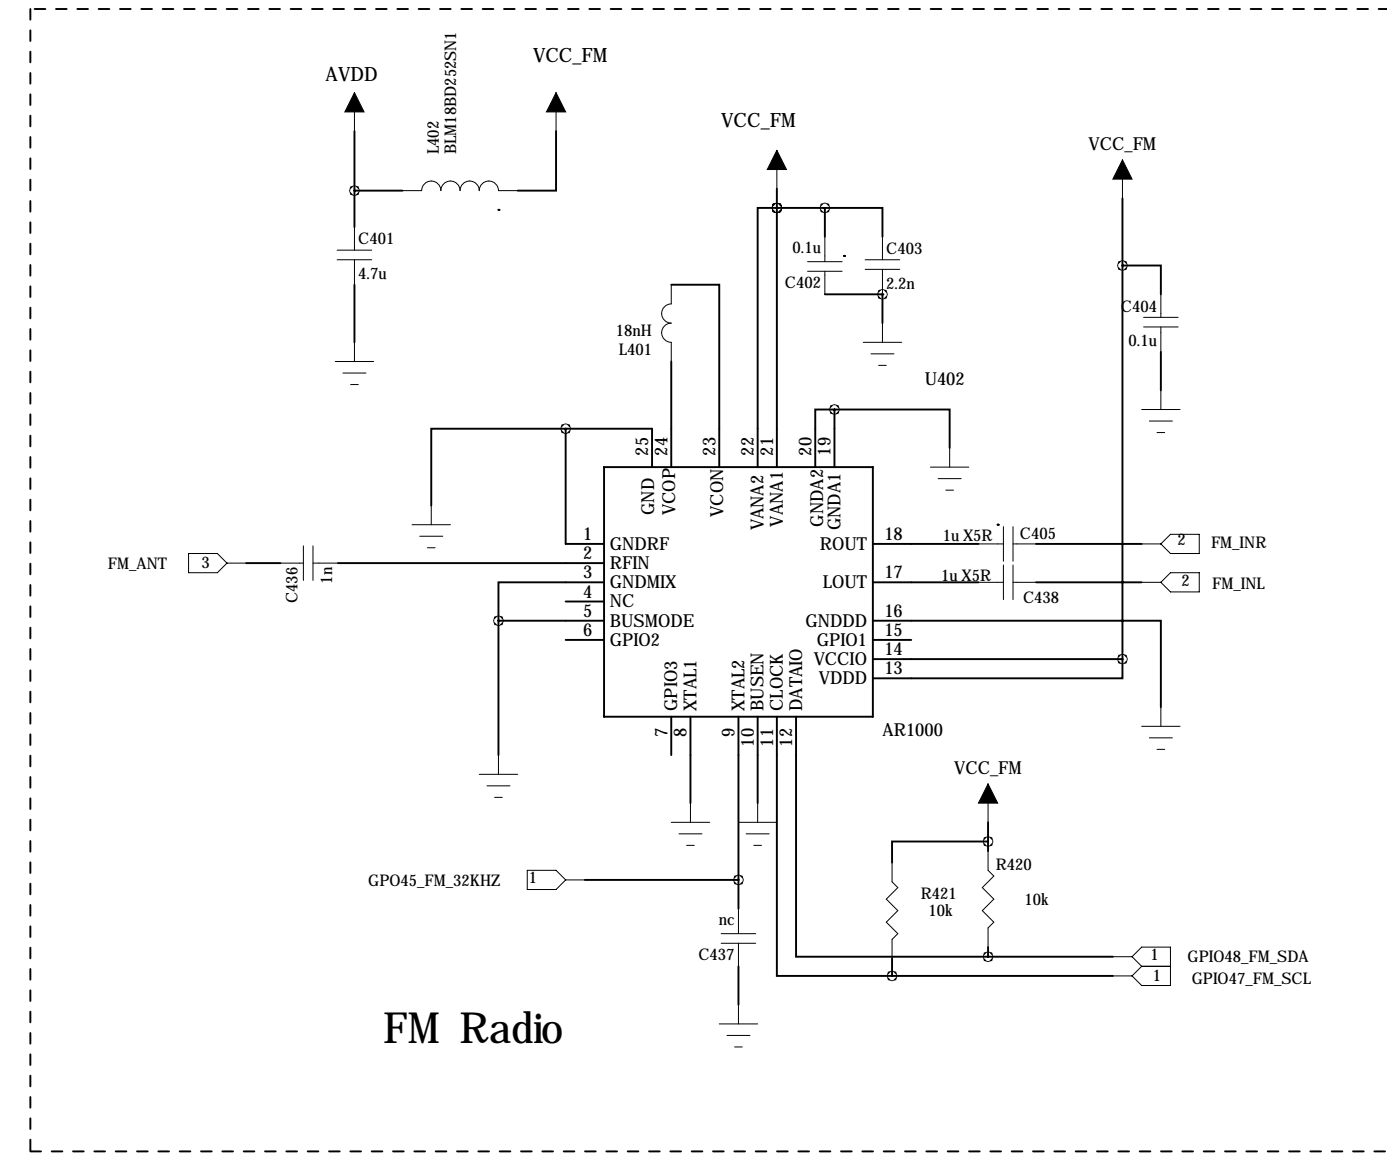 AVDD
L402
BLM18BD252SN1
VCC_FM
VCC_FM
VCC_FM
C401
4.7u
0.1u
C402
C403
2.2n
C404
0.1u
18nH
L401
U402
25
24
23
22
21
20
19
GND
VCOP
VCON
VANA2
VANA1
GNDA2
GNDA1
FM_ANT
3
C436
1n
1
GNDRF
2
RFIN
3
GNDMIX
4
NC
5
BUSMODE
6
GPIO2
ROUT
18
1u X5R
C405
2
FM_INR
LOUT
17
1u X5R
C438
2
FM_INL
GNDDD
16
GPIO1
15
VCCIO
14
VDDD
13
GPIO3
XTAL1
XTAL2
BUSEN
CLOCK
DATAIO
7
8
9
10
11
12
AR1000
VCC_FM
GPO45_FM_32KHZ
1
nc
C437
R421
10k
R420
10k
1
GPIO48_FM_SDA
1
GPIO47_FM_SCL
FM Radio